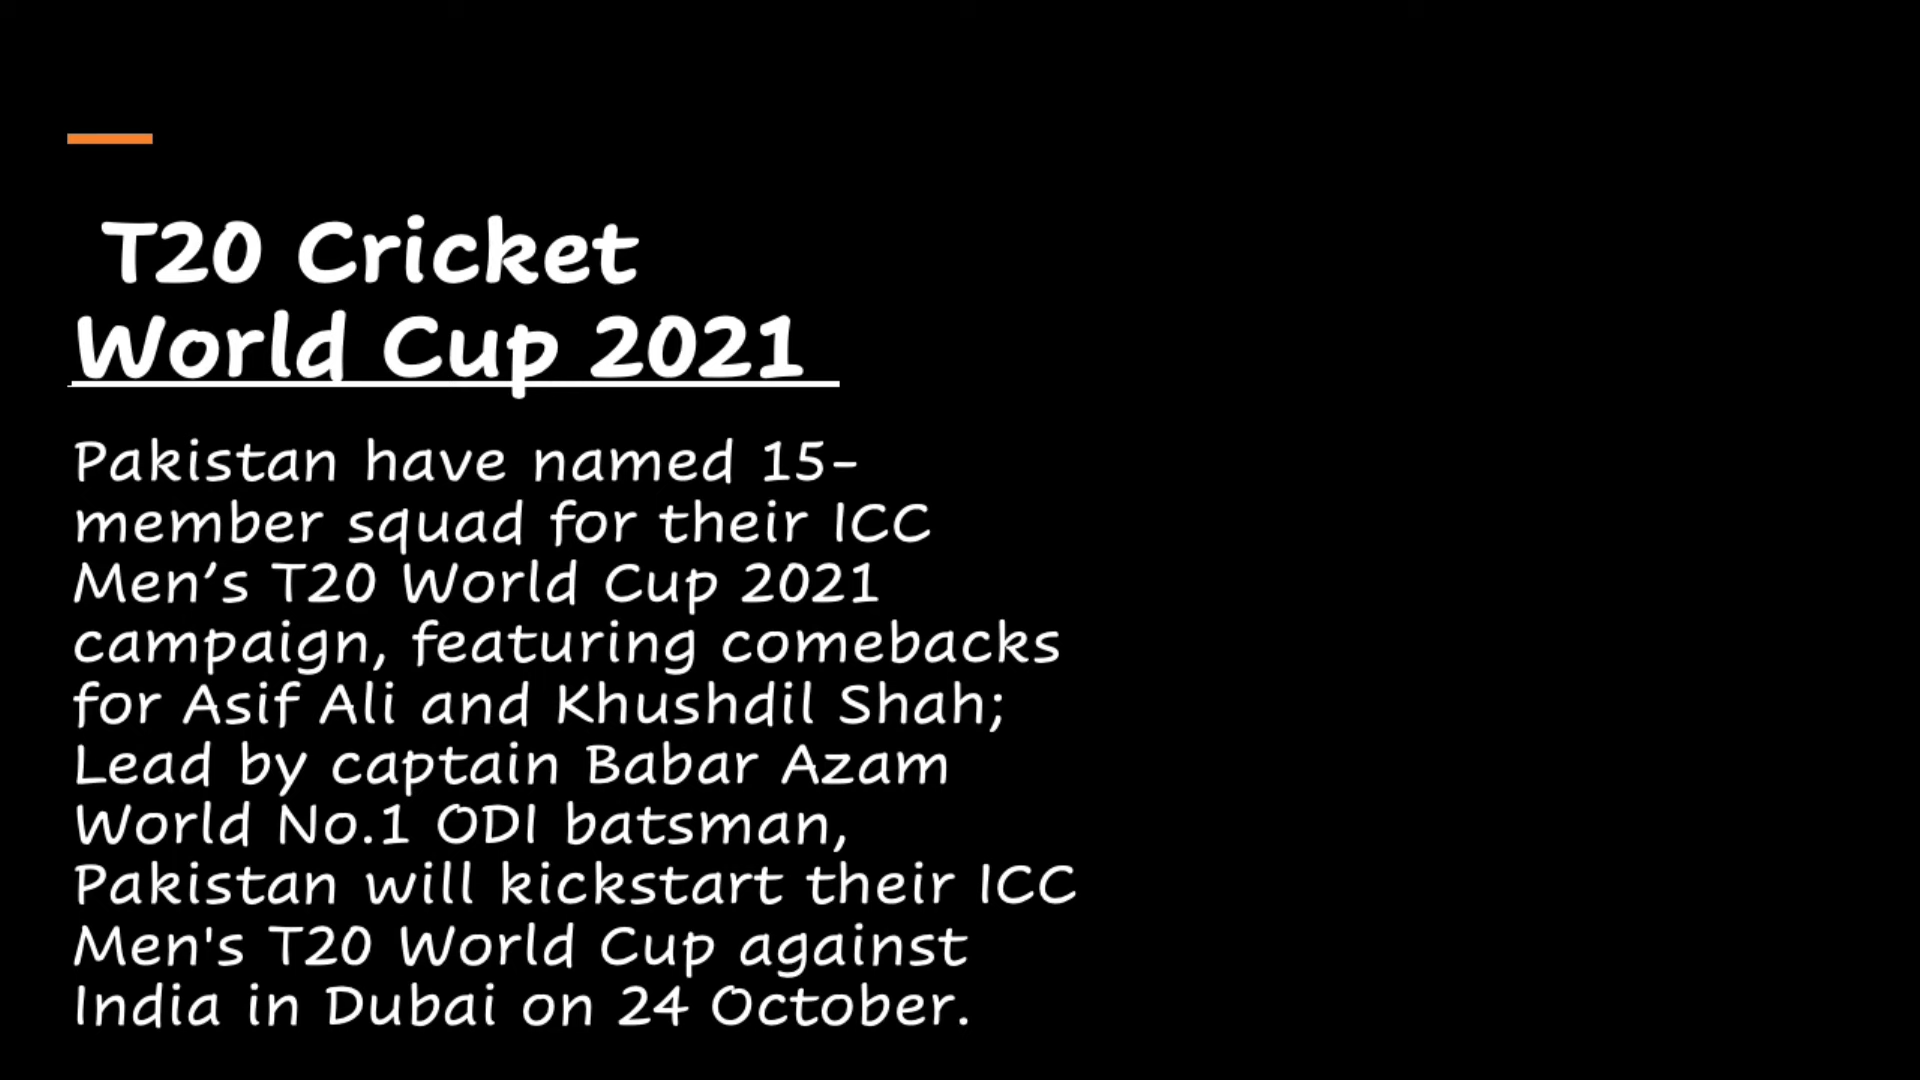 T20 Cricket
World Cup 2021
Pakistan have named 15-
member squad for their ICC
Men’s T20 World Cup 2021
campaign, featuring comebacks
for Asif Ali and Khushdil Shah;
Lead by captain Babar Azam
World No.1 ODI batsman,
Pakistan will kickstart their ICC
Men's T20 World Cup against
India in Dubai on 24 October.